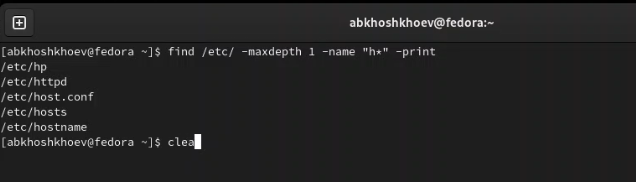 abkhoshkhoev@fedora:~
[abkhoshkhoev@fedora ~]$ find /etc/ -maxdepth 1 -name "h*" -print
/etc/hp
/etc/httpd
/etc/host.conf
/etc/hosts
/etc/hostname
[abkhoshkhoev@fedora ~]$ clea